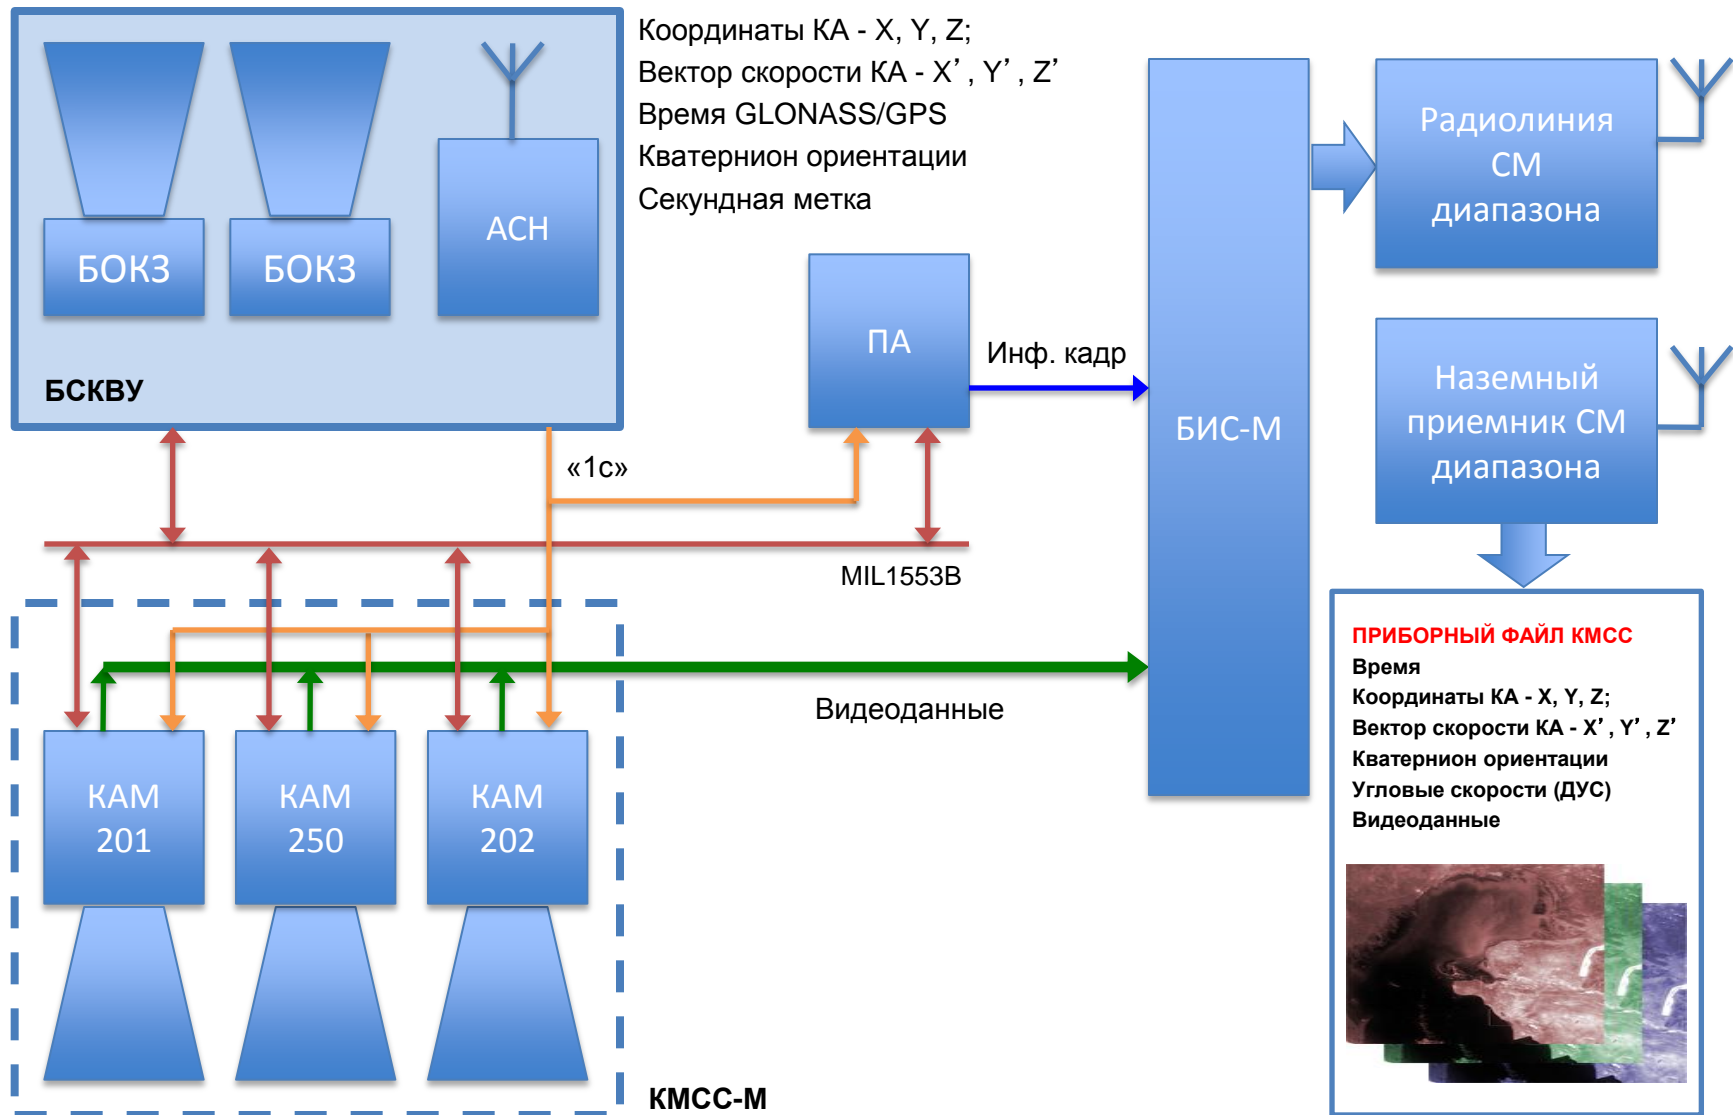 Координаты КА - X, Y, Z;
Вектор скорости КА - X’ , Y’ , Z’
Время GLONASS/GPS
Кватернион ориентации
Секундная метка
БОКЗ
БОКЗ
АСН
БСКВУ
ПА
Инф. кадр
БИС-М
Радиолиния
СМ
диапазона
Наземный
приемник СМ
диапазона
«1с»
MIL1553B
Видеоданные
КАМ
201
КАМ
250
КАМ
202
КМСС-М
ПРИБОРНЫЙ ФАЙЛ КМСС
Время
Координаты КА - X, Y, Z;
Вектор скорости КА - X’ , Y’ , Z’
Кватернион ориентации
Угловые скорости (ДУС)
Видеоданные